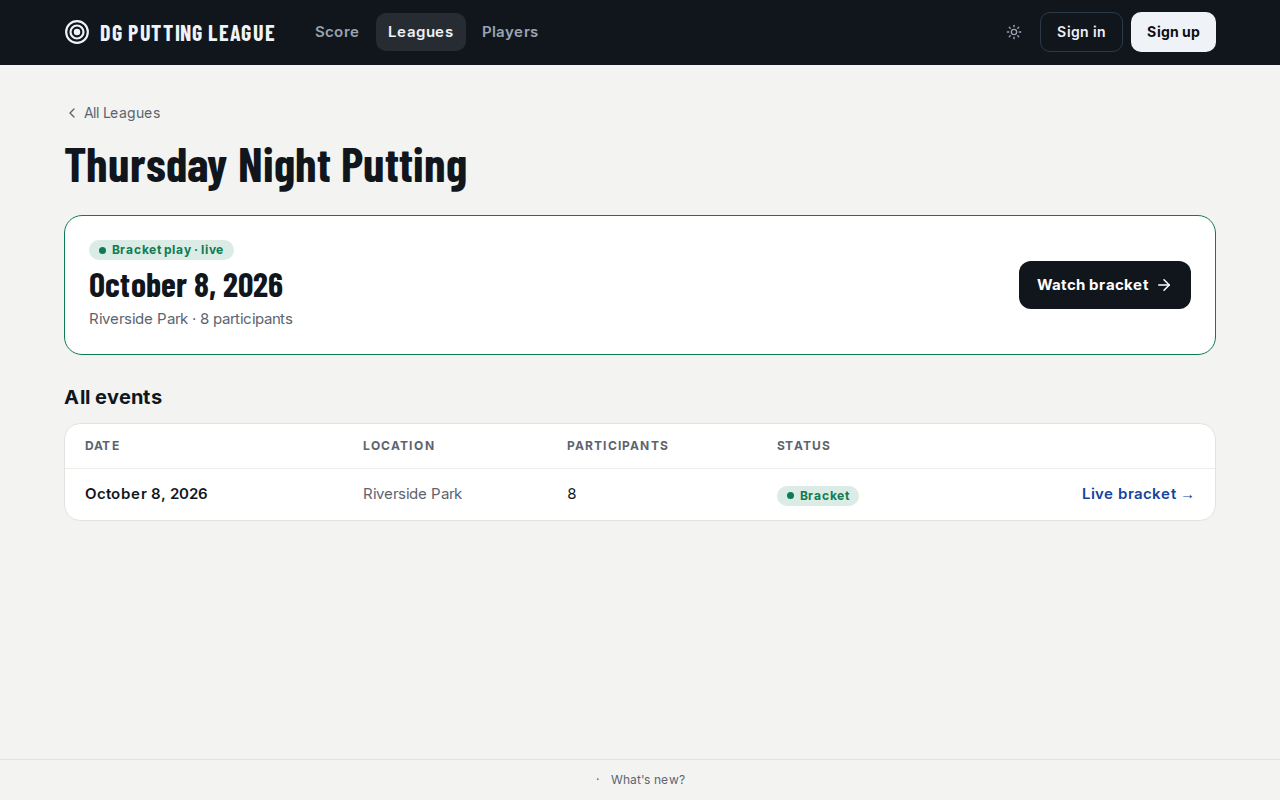 DG PUTTING LEAGUE Score Leagues Players Sign in Sign up
All Leagues
Thursday Night Putting
Bracket play · live
October 8, 2026
Riverside Park · 8 participants
Watch bracket →
All events
DATE LOCATION PARTICIPANTS STATUS
October 8, 2026 Riverside Park 8 Bracket Live bracket →
· What's new?